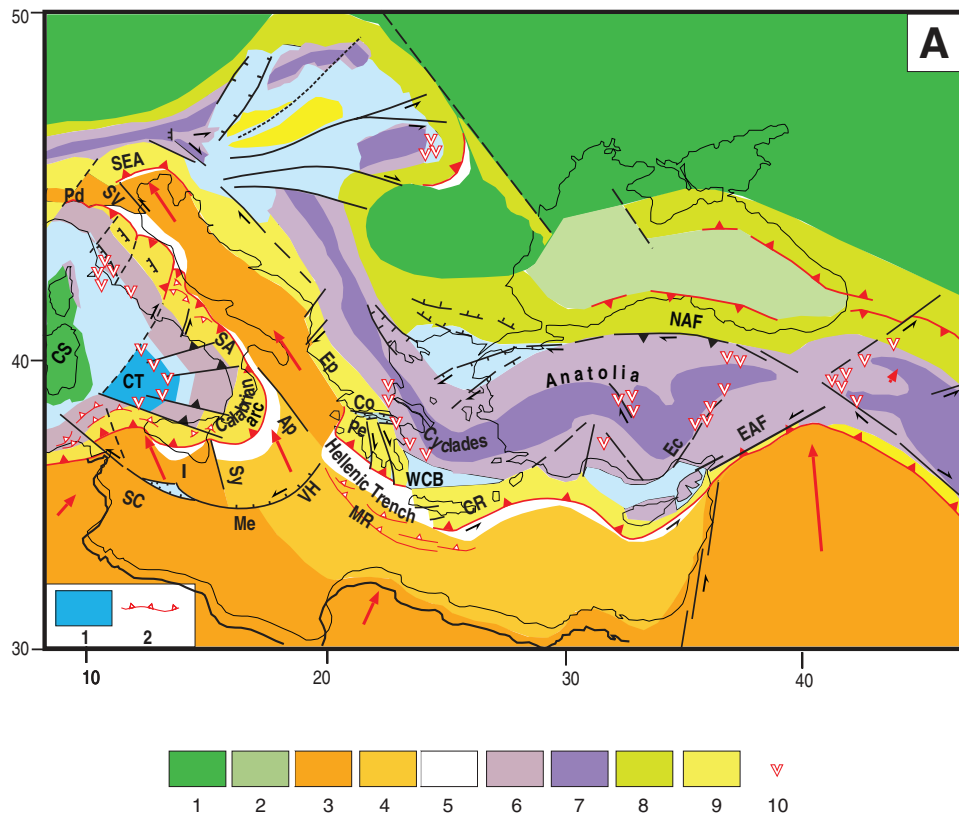 50
A
SEA
Pd
SV
40
CS
CT
SA
Calabrian
arc
Ep
Ap
Co
Pe
Cyclades
NAF
Anatolia
Ec
EAF
WCB
CR
Hellenic Trench
MR
VH
I
Sy
SC
Me
1
2
30
10
20
30
40
1
2
3
4
5
6
7
8
9
10